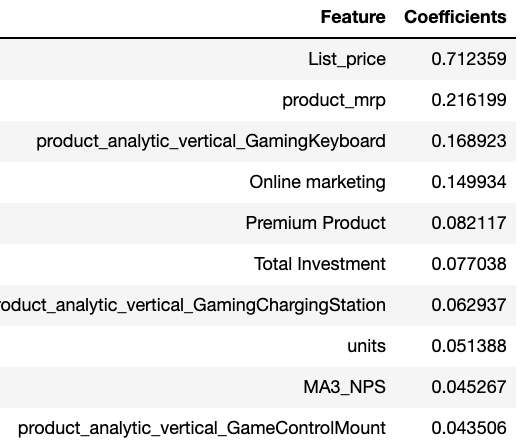 Feature Coefficients
List_price 0.712359
product_mrp 0.216199
product_analytic_vertical_GamingKeyboard 0.168923
Online marketing 0.149934
Premium Product 0.082117
Total Investment 0.077038
roduct_analytic_vertical_GamingChargingStation 0.062937
units 0.051388
MA3_NPS 0.045267
product_analytic_vertical_GameControlMount 0.043506